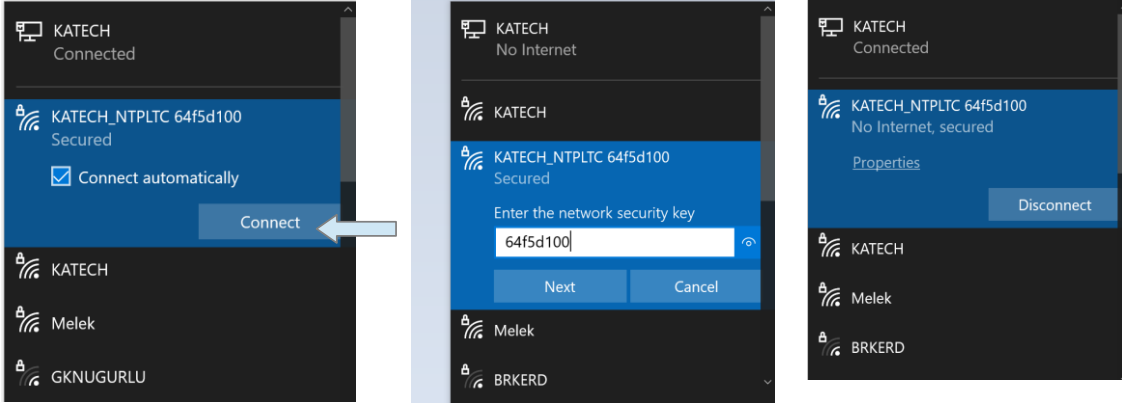 KATECH
Connected
KATECH_NTPLTC 64f5d100
Secured
Connect automatically
Connect
KATECH
Melek
GKNUGURLU
KATECH
No Internet
KATECH
KATECH_NTPLTC 64f5d100
Secured
Enter the network security key
64f5d100
Next
Cancel
Melek
BRKERD
KATECH
Connected
KATECH_NTPLTC 64f5d100
No Internet, secured
Properties
Disconnect
KATECH
Melek
BRKERD